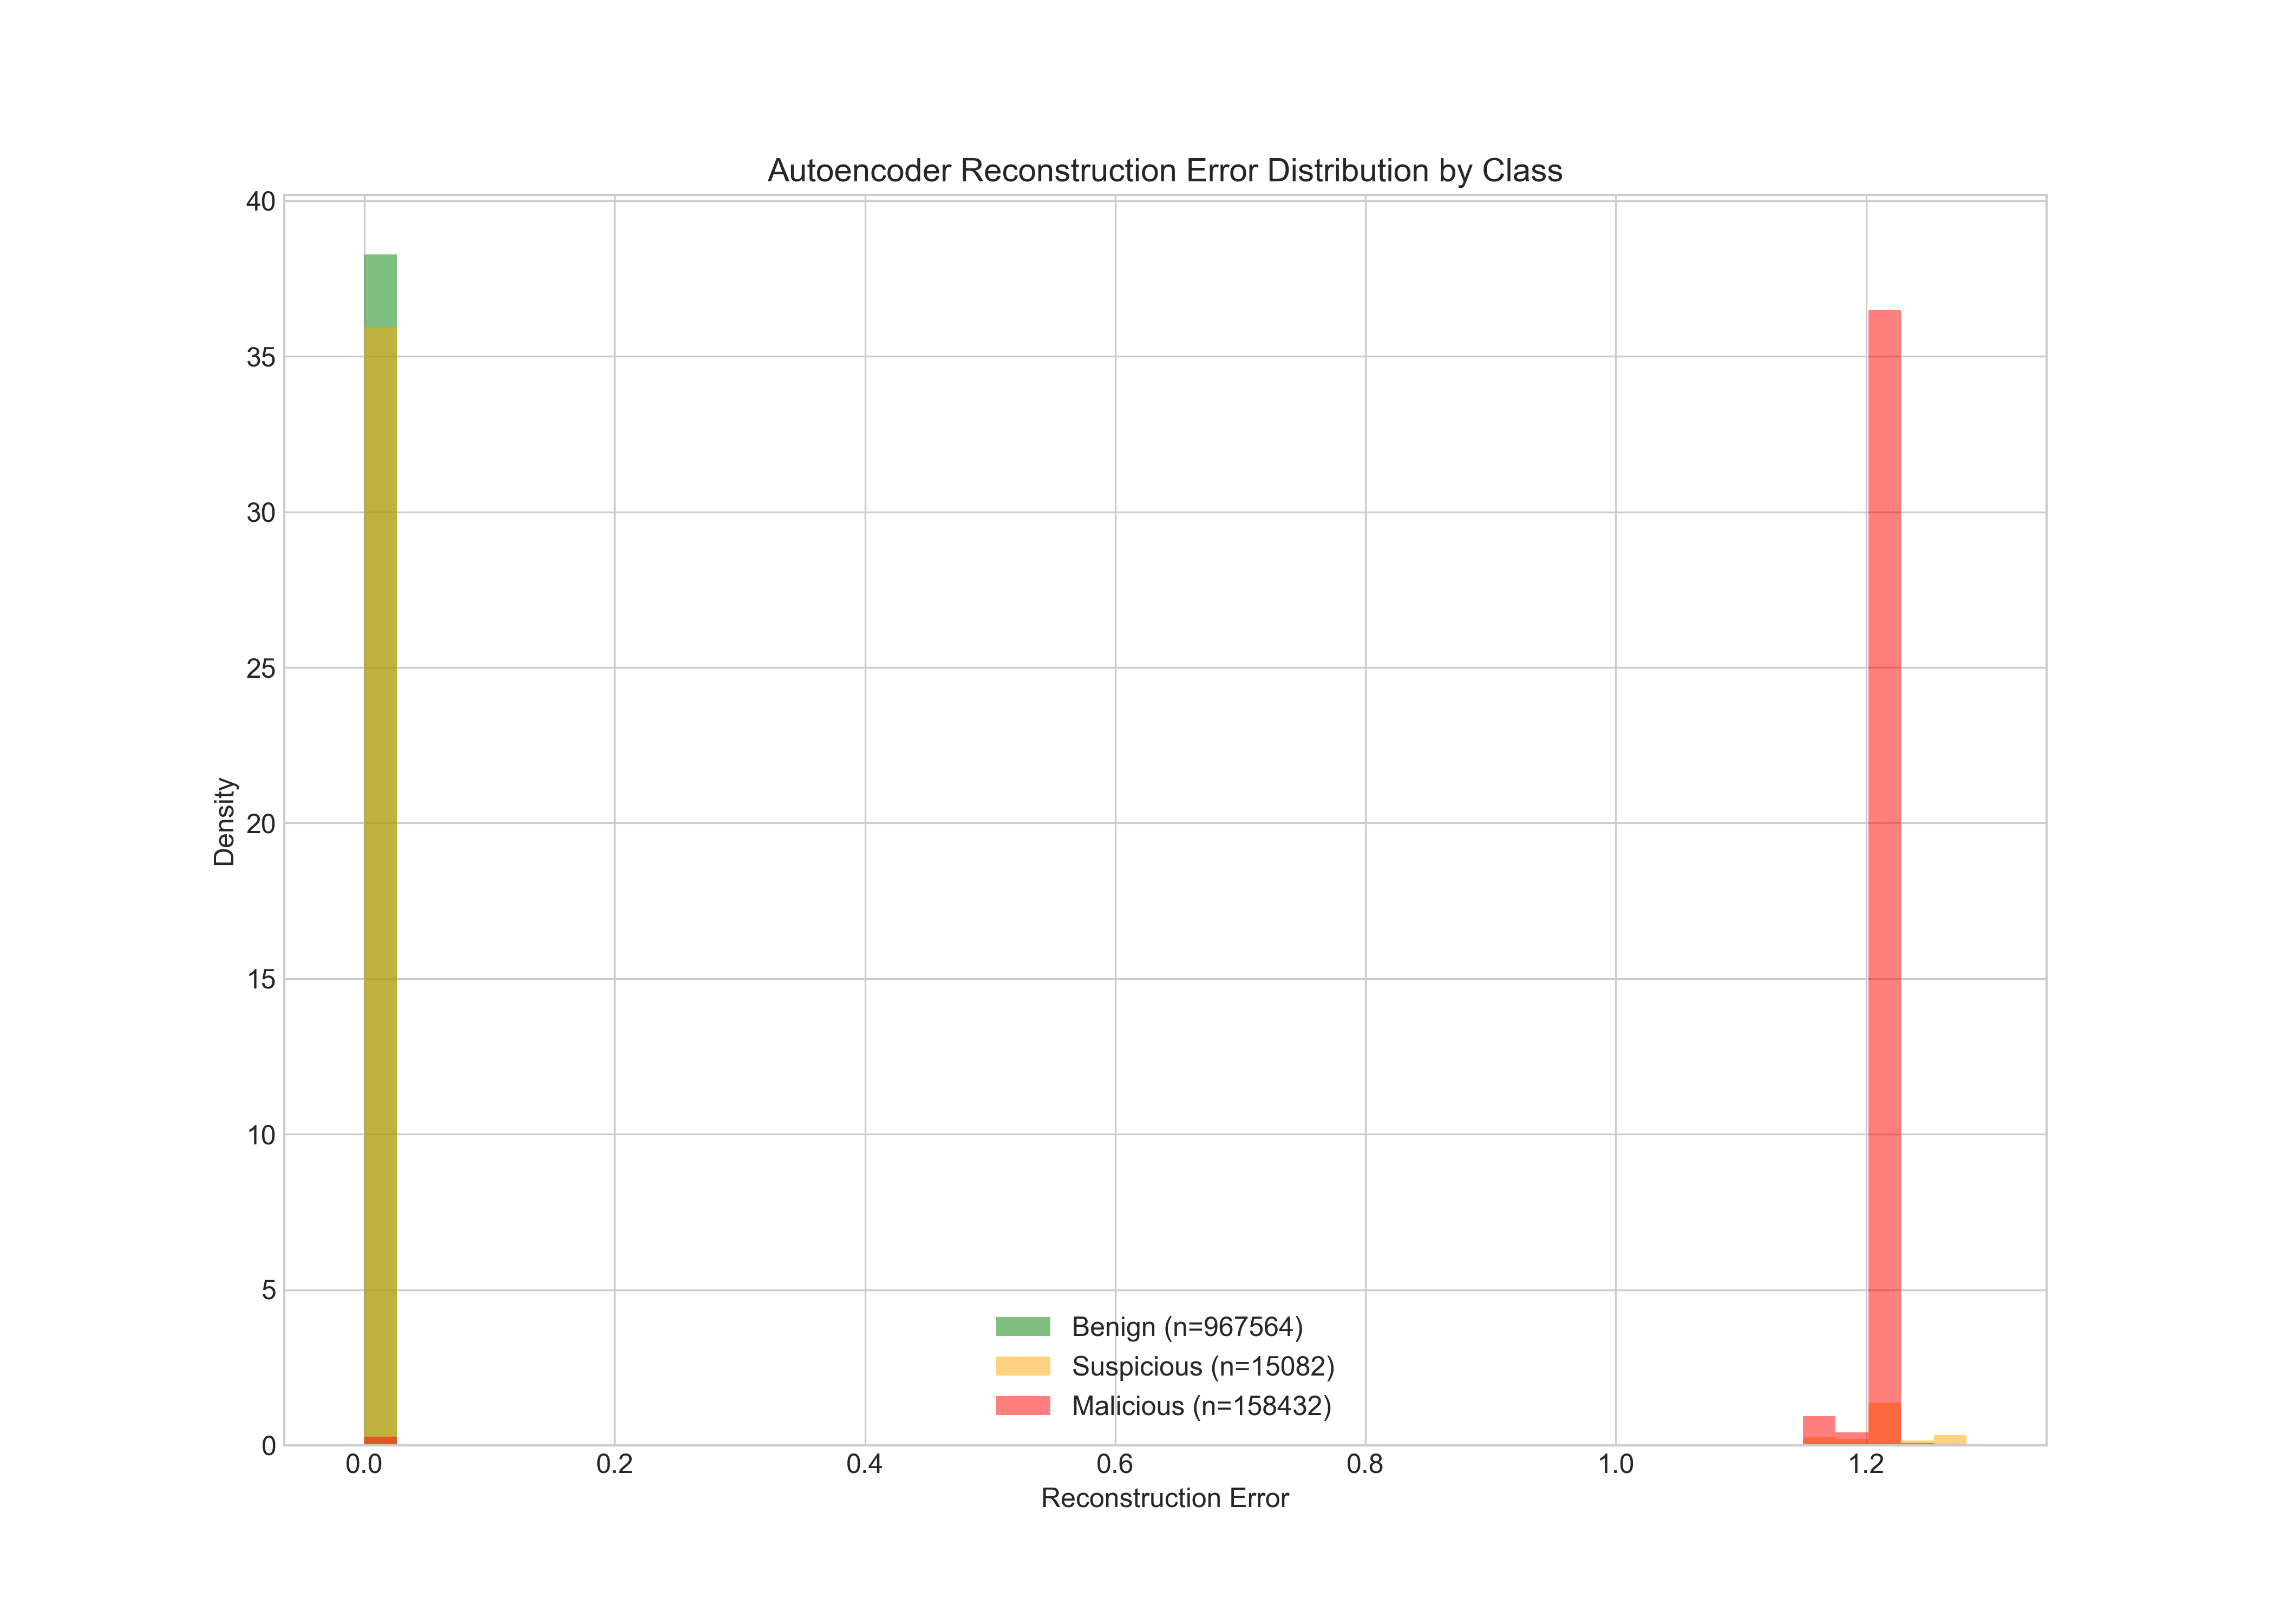 Autoencoder Reconstruction Error Distribution by Class
40
35
30
25
20
15
10
5
0
Density
Benign (n=967564)
Suspicious (n=15082)
Malicious (n=158432)
0.0 0.2 0.4 0.6 0.8 1.0 1.2
Reconstruction Error